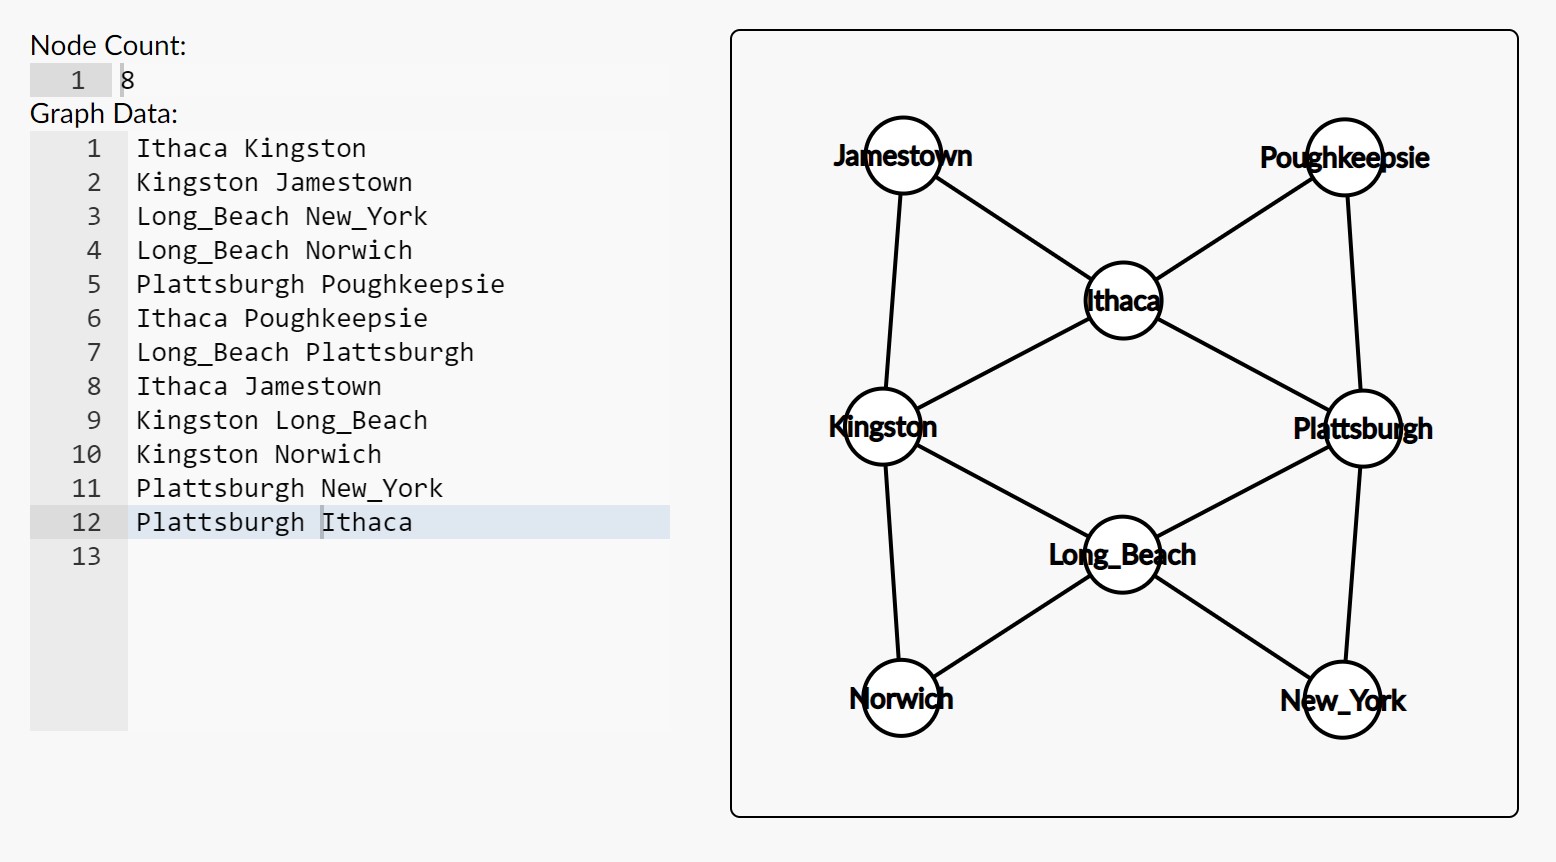 Node Count:
1 8
Graph Data:
1 Ithaca Kingston
2 Kingston Jamestown
3 Long_Beach New_York
4 Long_Beach Norwich
5 Plattsburgh Poughkeepsie
6 Ithaca Poughkeepsie
7 Long_Beach Plattsburgh
8 Ithaca Jamestown
9 Kingston Long_Beach
10 Kingston Norwich
11 Plattsburgh New_York
12 Plattsburgh Ithaca
13
Jamestown
Poughkeepsie
Ithaca
Kingston
Plattsburgh
Long_Beach
Norwich
New_York